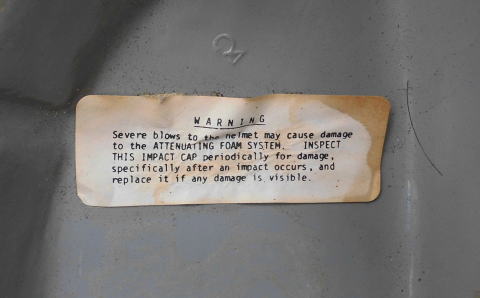 WARNING
Severe blows to the helmet may cause damage
to the ATTENUATING FOAM SYSTEM. INSPECT
THIS IMPACT CAP periodically for damage,
specifically after an impact occurs, and
replace it if any damage is visible.